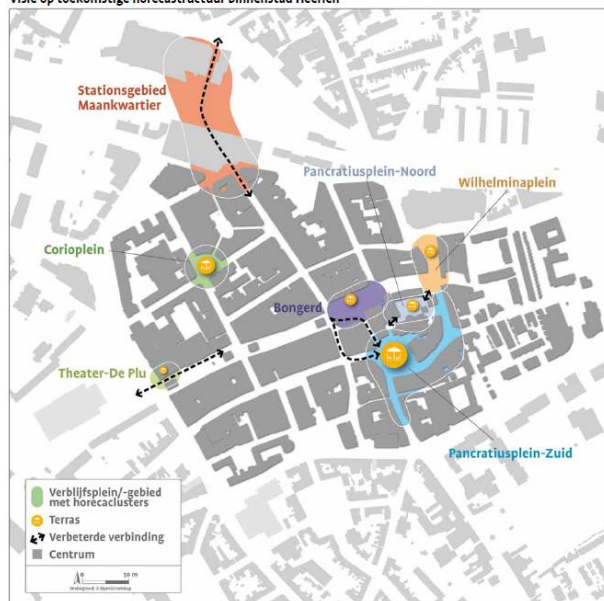 Visie op toekomstige horecastructuur binnenstad Heerlen
Stationsgebied
Maankwartier
Pancratiusplein-Noord
Wilhelminaplein
Corioplein
Bongerd
Theater-De Plu
Pancratiusplein-Zuid
Verblijfsplein/-gebied
met horecaclusters
Terras
Verbeterde verbinding
Centrum
0
50 m